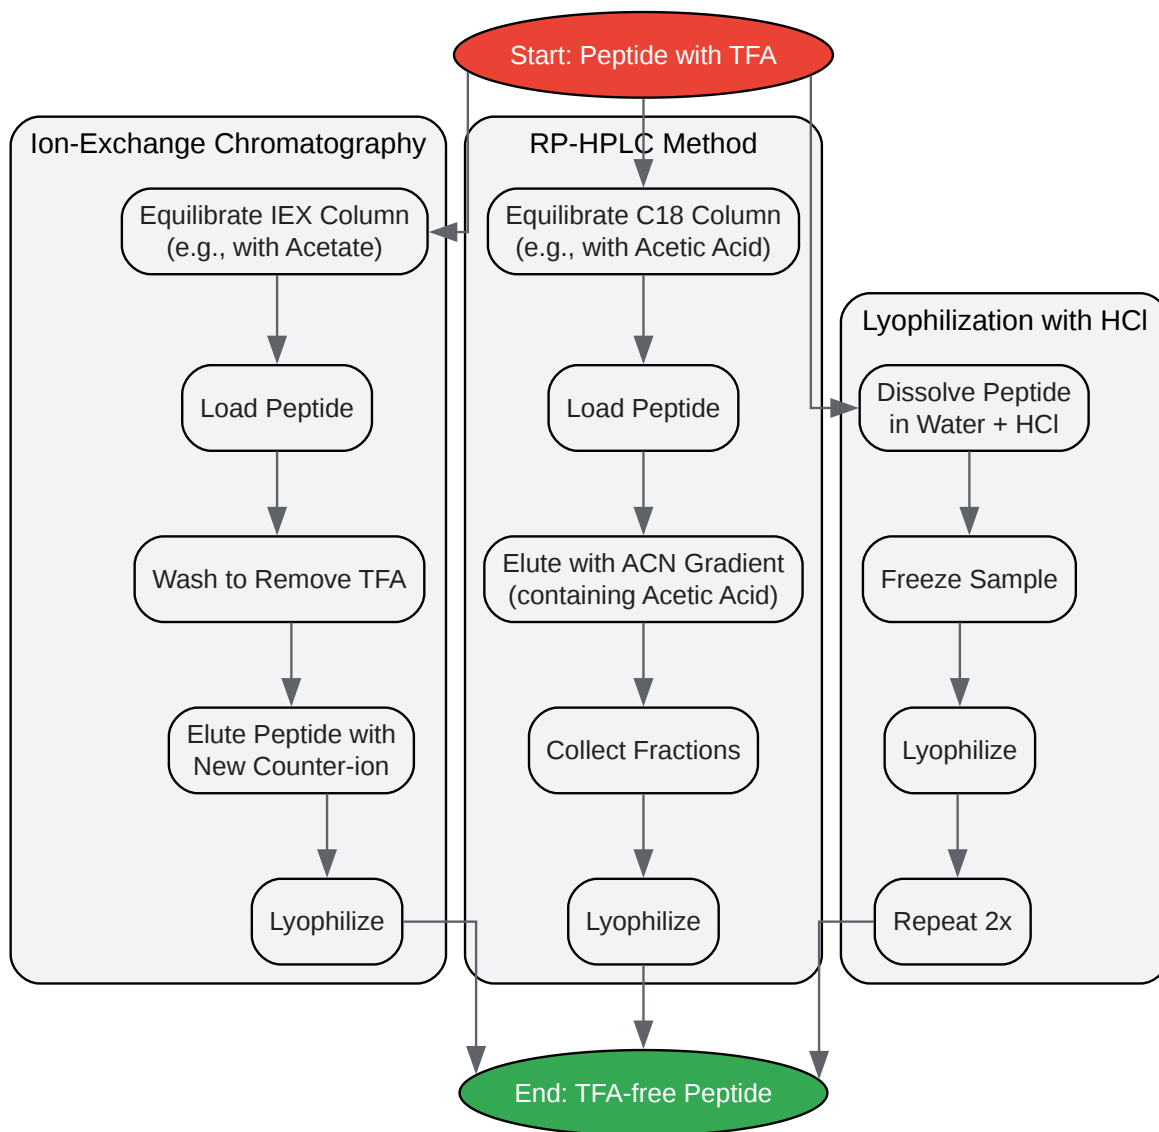 Start: Peptide with TFA
Ion-Exchange Chromatography
Equilibrate IEX Column
(e.g., with Acetate)
Load Peptide
Wash to Remove TFA
Elute Peptide with
New Counter-ion
Lyophilize
RP-HPLC Method
Equilibrate C18 Column
(e.g., with Acetic Acid)
Load Peptide
Elute with ACN Gradient
(containing Acetic Acid)
Collect Fractions
Lyophilize
Lyophilization with HCl
Dissolve Peptide
in Water + HCl
Freeze Sample
Lyophilize
Repeat 2x
End: TFA-free Peptide